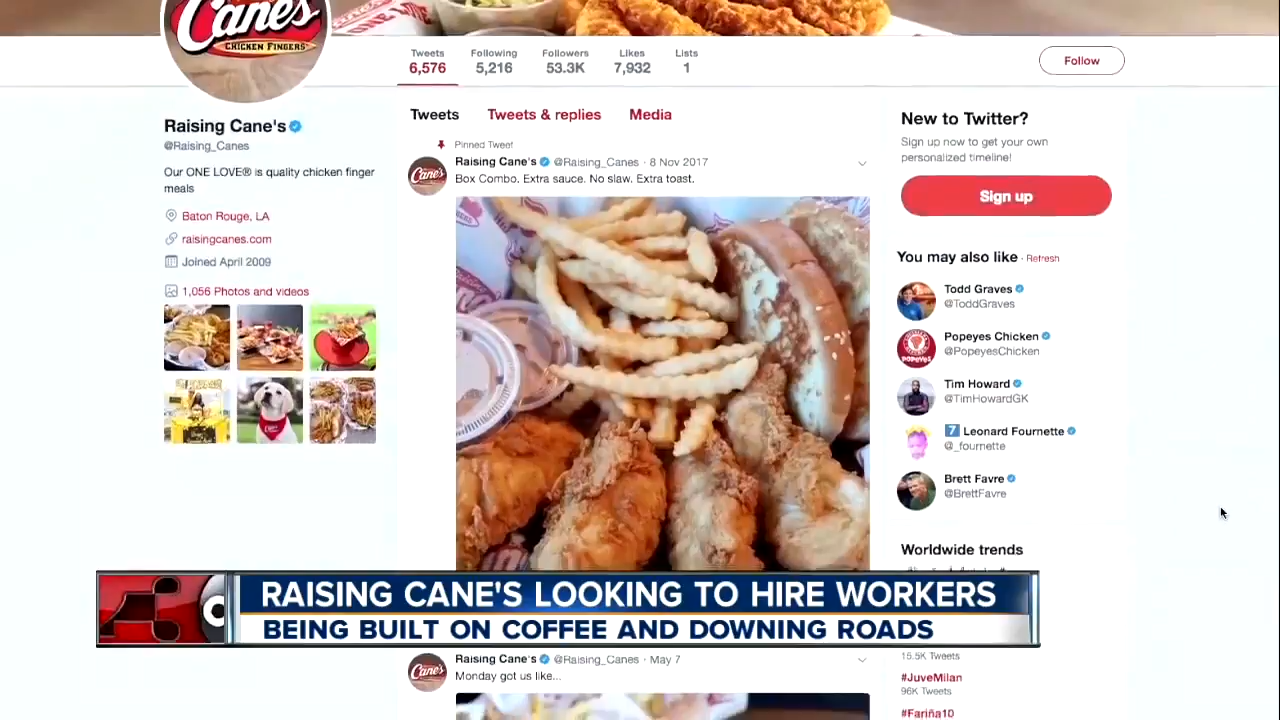 Cane's
CHICKEN FINGERS
ONE LOVE
Tweets
6,576
Following
5,216
Followers
53.3K
Likes
7,932
Lists
1
Follow
Raising Cane's
@Raising_Canes
Our ONE LOVE® is quality chicken finger
meals
Baton Rouge, LA
raisingcanes.com
Joined April 2009
1,056 Photos and videos
Tweets
Tweets & replies
Media
Pinned Tweet
Raising Cane's @Raising_Canes · 8 Nov 2017
Box Combo. Extra sauce. No slaw. Extra toast.
New to Twitter?
Sign up now to get your own
personalized timeline!
Sign up
You may also like · Refresh
Todd Graves
@ToddGraves
Popeyes Chicken
@PopeyesChicken
POPEYES
Tim Howard
@TimHowardGK
7 Leonard Fournette
@_fournette
Brett Favre
@BrettFavre
Worldwide trends
RAISING CANE'S LOOKING TO HIRE WORKERS
BEING BUILT ON COFFEE AND DOWNING ROADS
Raising Cane's @Raising_Canes · May 7
Monday got us like...
15.5K Tweets
#JuveMilan
96K Tweets
#Fariña10